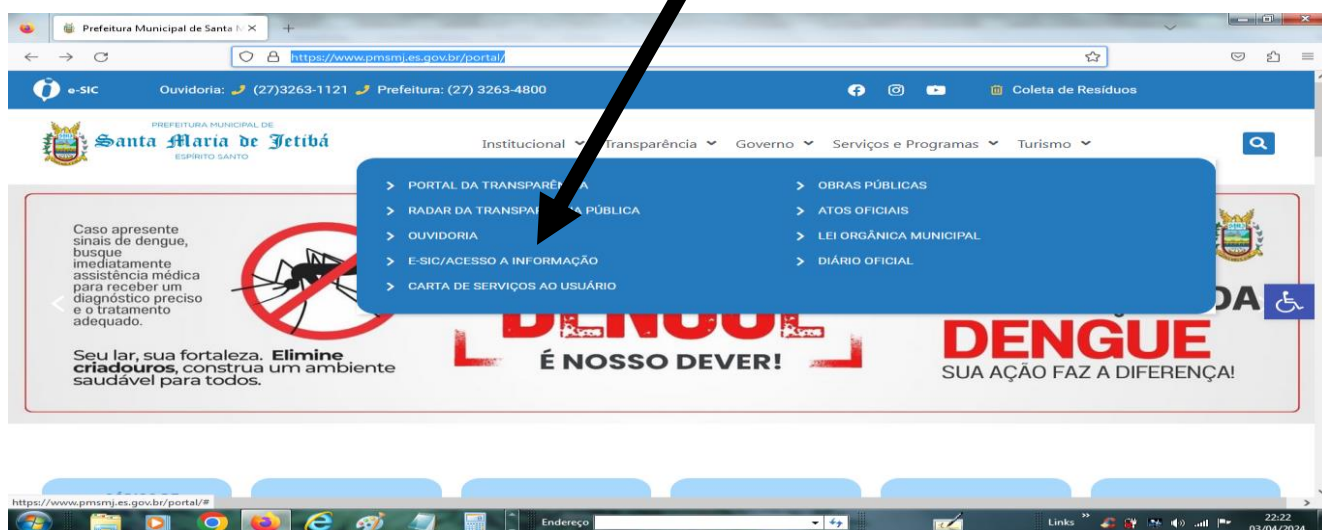 Prefeitura Municipal de Santa
https://www.pmsmj.es.gov.br/portal/
e-SIC
Ouvidoria: (27)3263-1121 Prefeitura: (27) 3263-4800
Coleta de Resíduos
PREFEITURA MUNICIPAL DE
Santa Maria de Jetibá
ESPÍRITO SANTO
Institucional Transparência Governo Serviços e Programas Turismo
PORTAL DA
RADAR DA PÚBLICA
OUVIDORIA
E-SIC/ACESSO A INFORMAÇÃO
CARTA DE SERVIÇOS AO USUÁRIO
OBRAS PÚBLICAS
ATOS OFICIAIS
LEI ORGÂNICA MUNICIPAL
DIÁRIO OFICIAL
Caso apresente
sinais de dengue,
busque
imediatamente
assistência médica
para receber um
diagnóstico preciso
e o tratamento
adequado.
Seu lar, sua fortaleza. Elimine
criadouros, construa um ambiente
saudável para todos.
DENGUE
É NOSSO DEVER!
DA
DENGUE
SUA AÇÃO FAZ A DIFERENÇA!
https://www.pmsmj.es.gov.br/portal/#
Endereço
Links
22:22
03/04/2024